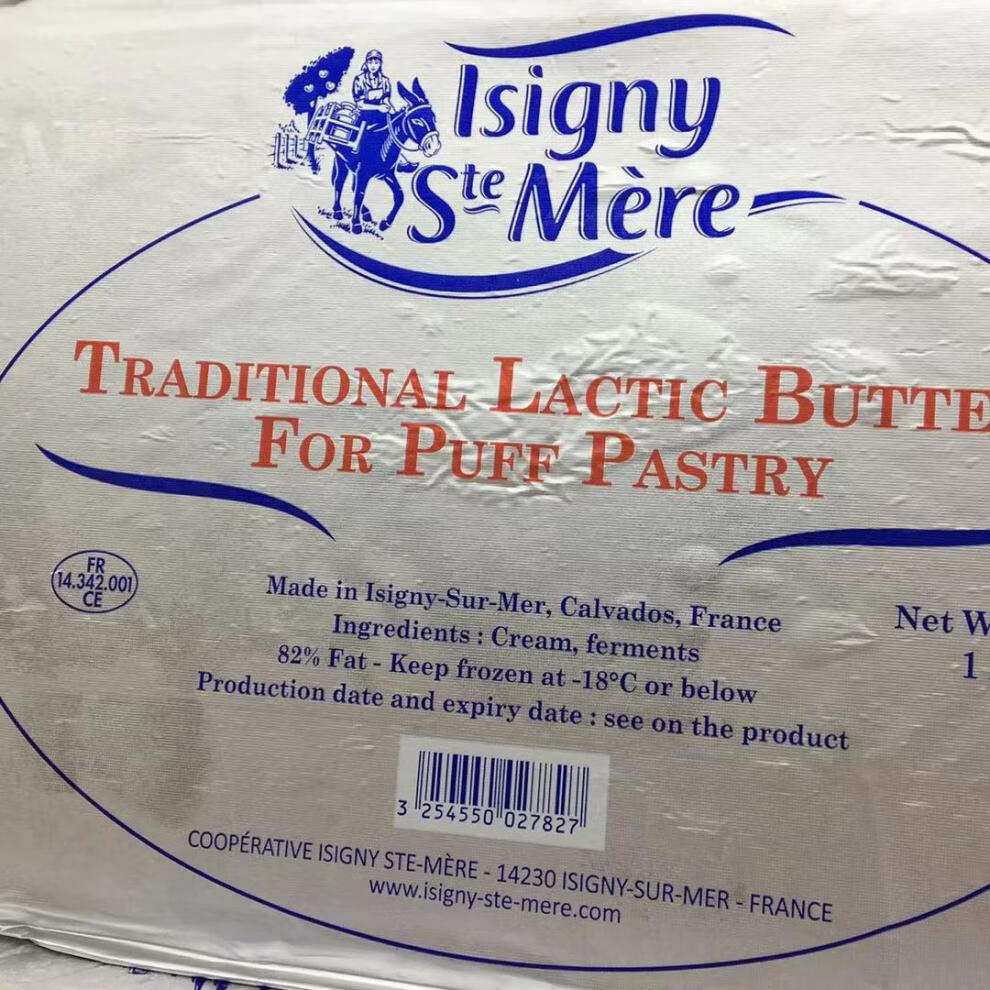 Isigny
Ste Mère
TRADITIONAL LACTIC BUTTE
FOR PUFF PASTRY
FR
14.342.001
CE
Made in Isigny-Sur-Mer, Calvados, France
Ingredients : Cream, ferments
82% Fat - Keep frozen at -18°C or below
Production date and expiry date : see on the product
Net W
1
3 254550 027827
COOPÉRATIVE ISIGNY STE-MÈRE - 14230 ISIGNY-SUR-MER - FRANCE
www.isigny-ste-mere.com